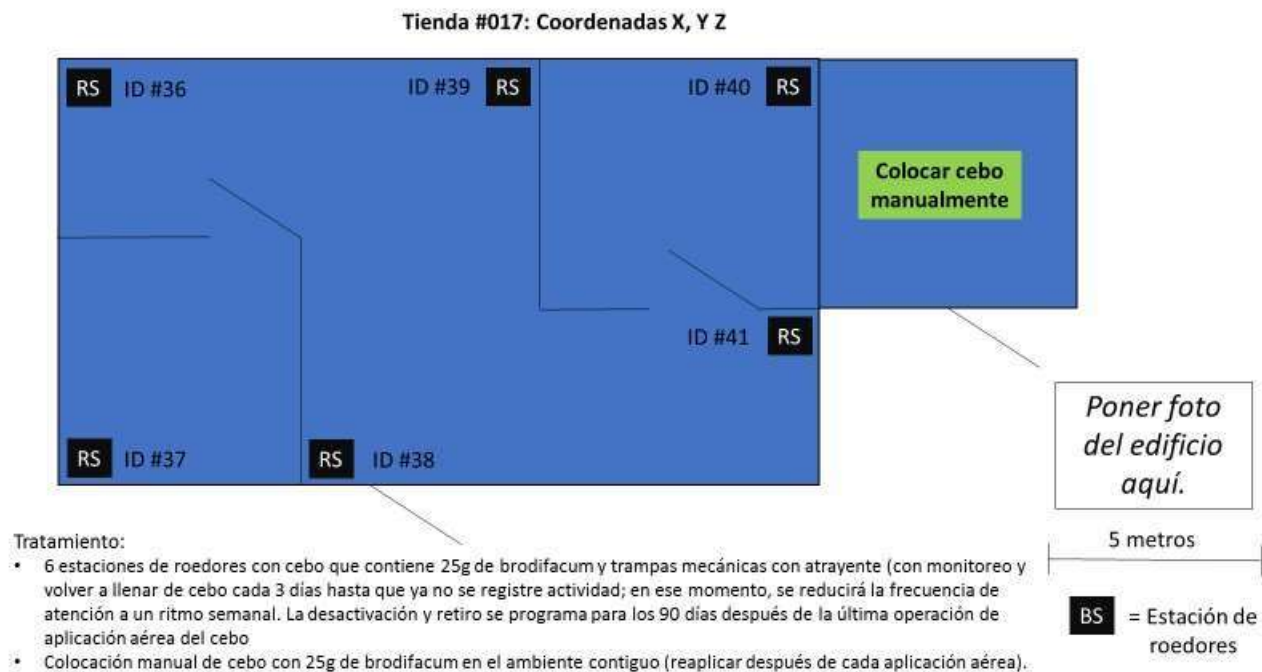 Tienda #017: Coordenadas X, Y Z
RS ID #36
ID #39 RS
ID #40 RS
Colocar cebo
manualmente
ID #41 RS
RS ID #37
RS ID #38
Poner foto
del edificio
aquí.
5 metros
BS = Estación de
roedores
Tratamiento:
• 6 estaciones de roedores con cebo que contiene 25g de brodifacum y trampas mecánicas con atrayente (con monitoreo y
volver a llenar de cebo cada 3 días hasta que ya no se registre actividad; en ese momento, se reducirá la frecuencia de
atención a un ritmo semanal. La desactivación y retiro se programa para los 90 días después de la última operación de
aplicación aérea del cebo
• Colocación manual de cebo con 25g de brodifacum en el ambiente contiguo (reaplicar después de cada aplicación aérea).